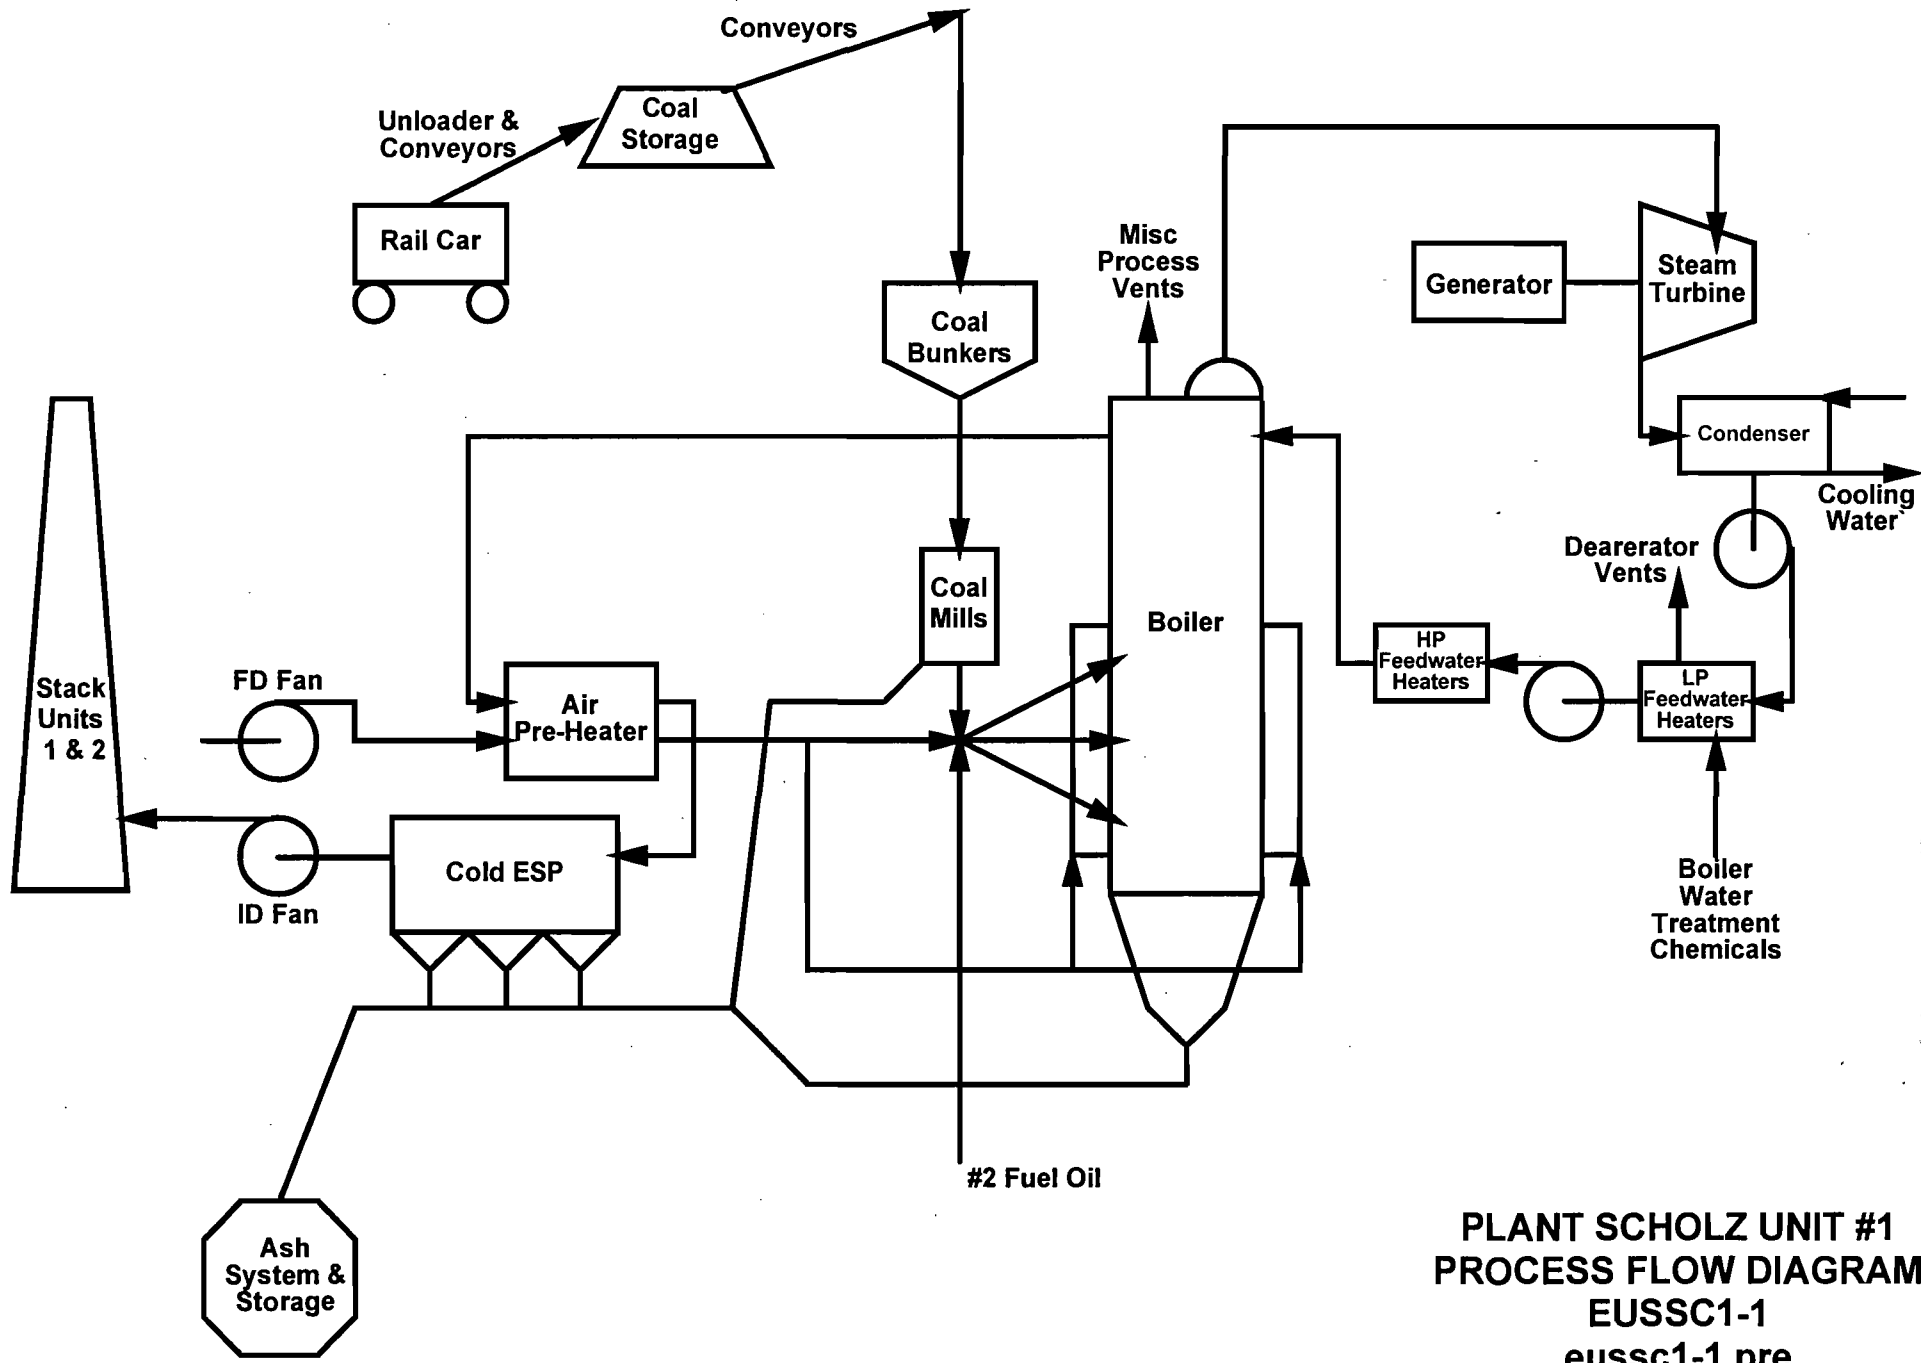 Conveyors
Coal
Storage
Unloader &
Conveyors
Rail Car
Misc
Process
Vents
Steam
Turbine
Generator
Coal
Bunkers
Condenser
Cooling
Water
Dearerator
Vents
Coal
Mills
Boiler
HP
Feedwater
Heaters
LP
Feedwater
Heaters
Stack
Units
1 & 2
FD Fan
Air
Pre-Heater
Cold ESP
ID Fan
Boiler
Water
Treatment
Chemicals
#2 Fuel Oil
Ash
System &
Storage
PLANT SCHOLZ UNIT #1
PROCESS FLOW DIAGRAM
EUSSC1-1
eussc1-1.pre